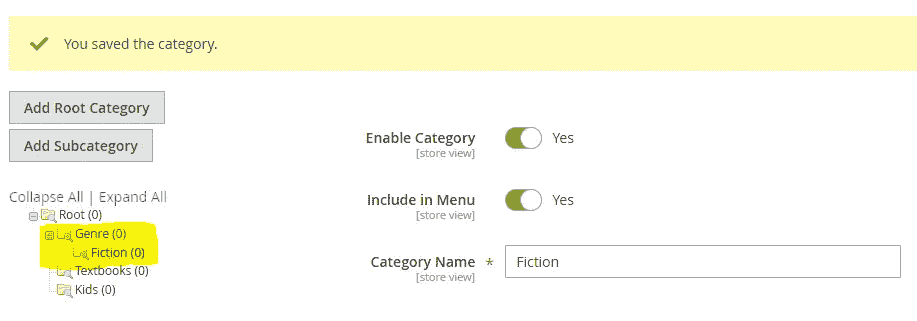 You saved the category.
Add Root Category
Add Subcategory
Collapse All | Expand All
Root (0)
Genre (0)
Fiction (0)
Textbooks (0)
Kids (0)
Enable Category
[store view]
Yes
Include in Menu
[store view]
Yes
Category Name *
[store view]
Fiction